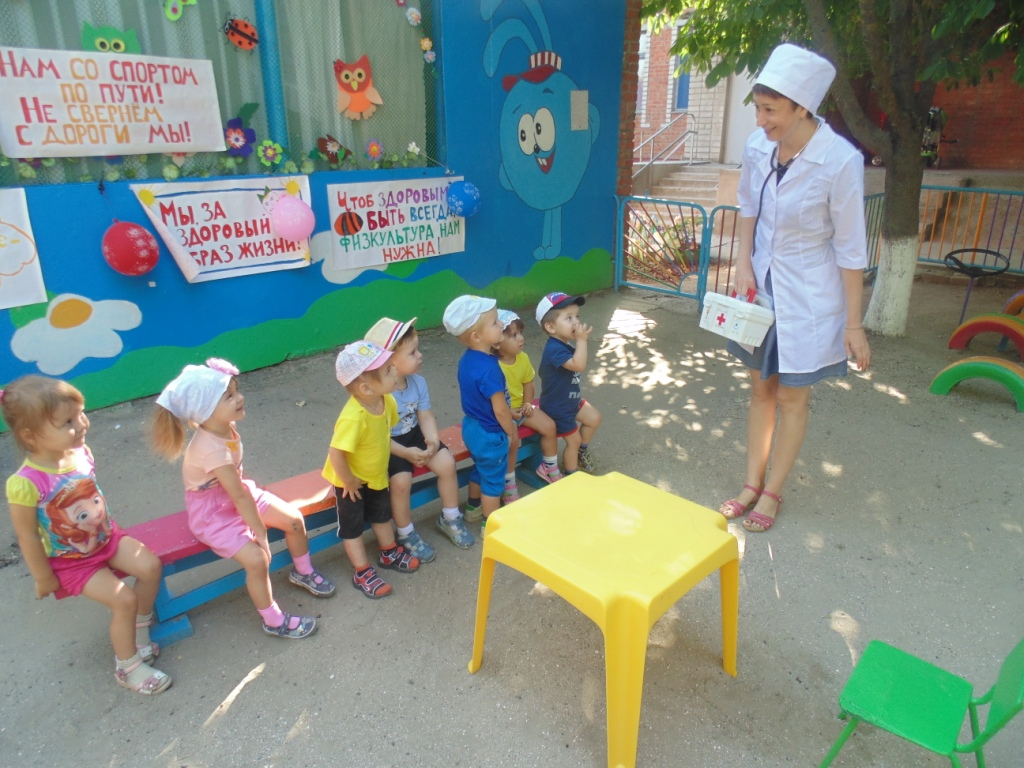 НАМ СО СПОРТОМ
ПО ПУТИ!
НЕ СВЕРНЁМ
С ДОРОГИ МЫ!
МЫ ЗА
ЗДОРОВЫЙ
ОБРАЗ ЖИЗНИ!
ЧТОБ ЗДОРОВЫМ
БЫТЬ ВСЕГДА
ФИЗКУЛЬТУРА НАМ
НУЖНА!